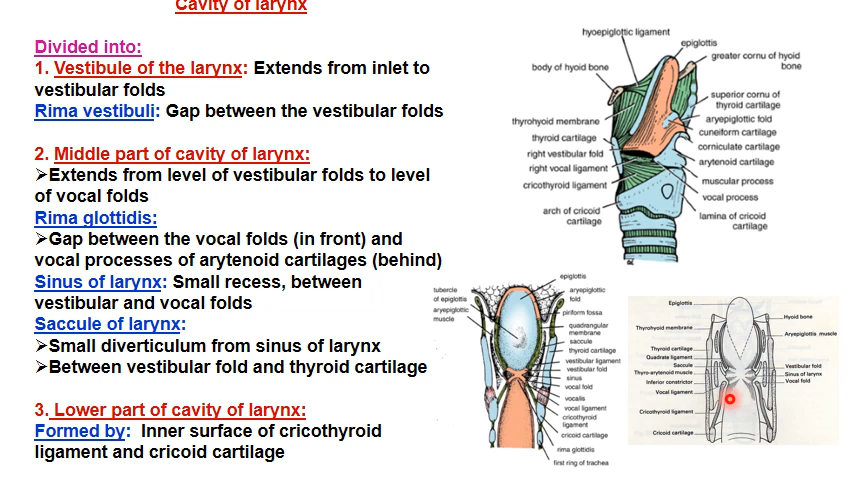 Cavity of larynx
Divided into:
1. Vestibule of the larynx: Extends from inlet to
vestibular folds
Rima vestibuli: Gap between the vestibular folds
2. Middle part of cavity of larynx:
➢Extends from level of vestibular folds to level
of vocal folds
Rima glottidis:
➢Gap between the vocal folds (in front) and
vocal processes of arytenoid cartilages (behind)
Sinus of larynx: Small recess, between
vestibular and vocal folds
Saccule of larynx:
➢Small diverticulum from sinus of larynx
➢Between vestibular fold and thyroid cartilage
3. Lower part of cavity of larynx:
Formed by: Inner surface of cricothyroid
ligament and cricoid cartilage
hyoepiglottic ligament
epiglottis
greater cornu of hyoid
bone
body of hyoid bone
superior cornu of
thyroid cartilage
thyrohyoid membrane
aryepiglottic fold
cuneiform cartilage
thyroid cartilage
corniculate cartilage
right vestibular fold
arytenoid cartilage
right vocal ligament
cricothyroid ligament
muscular process
vocal process
arch of cricoid
cartilage
lamina of cricoid
cartilage
epiglottis
tubercle
of epiglottis
aryepiglottic
muscle
aryepiglottic
fold
piriform fossa
quadrangular
membrane
saccule
thyroid cartilage
vestibular ligament
vestibular fold
sinus
vocal fold
vocalis
vocal ligament
cricothyroid
ligament
cricoid cartilage
rima glottidis
first ring of trachea
Epiglottis
Hyoid bone
Thyrohyoid membrane
Aryepiglottic muscle
Thyroid cartilage
Quadrate ligament
Saccule
Vestibular fold
Thyro-arytenoid muscle
Sinus of larynx
Inferior constrictor
Vocal fold
Vocal ligament
Cricothyroid ligament
Cricoid cartilage